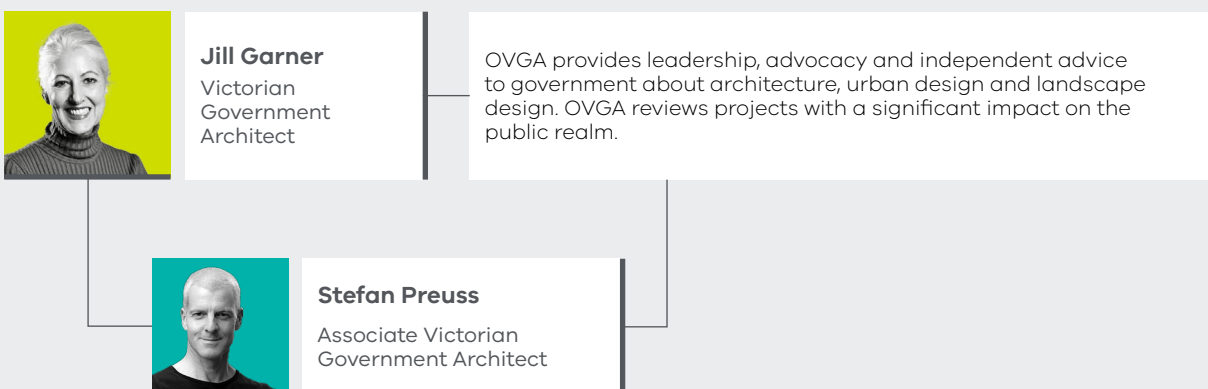 Jill Garner
Victorian
Government
Architect
OVGA provides leadership, advocacy and independent advice
to government about architecture, urban design and landscape
design. OVGA reviews projects with a significant impact on the
public realm.
Stefan Preuss
Associate Victorian
Government Architect